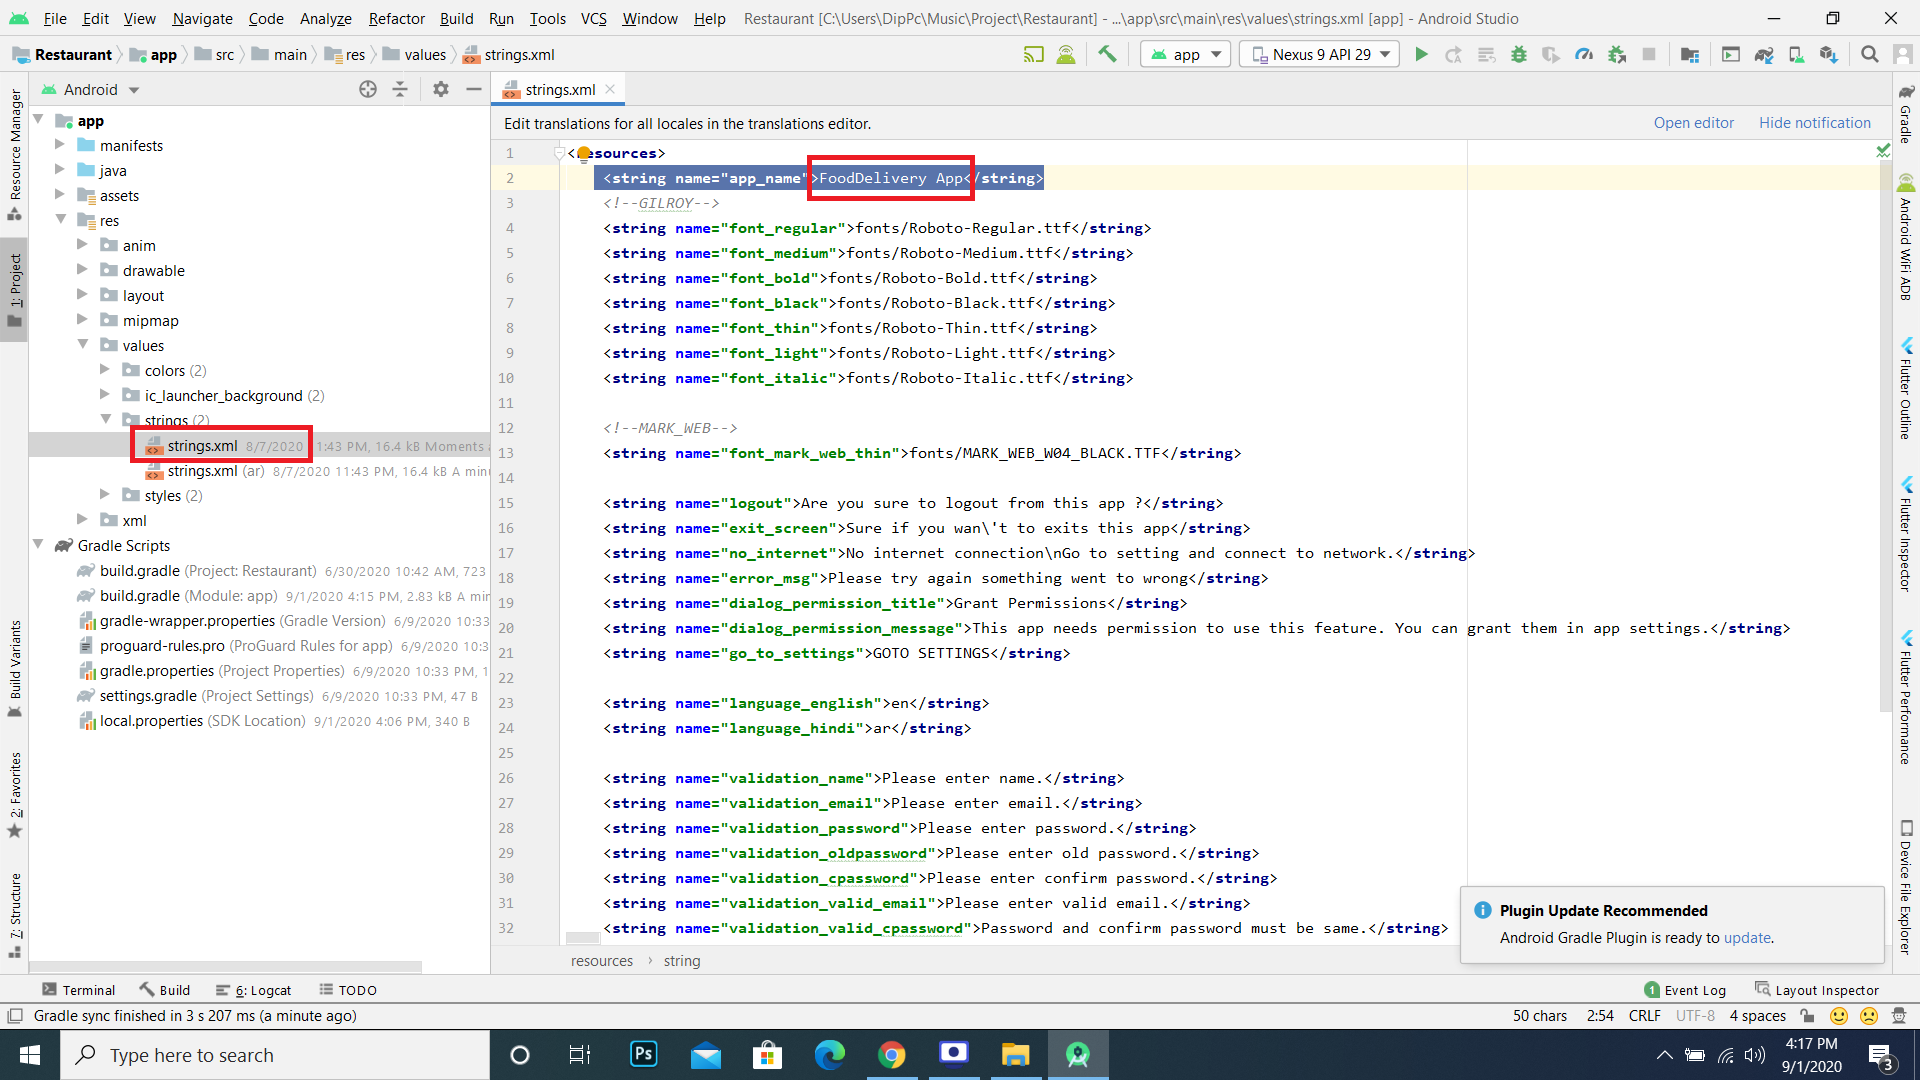 File Edit View Navigate Code Analyze Refactor Build Run Tools VCS Window Help Restaurant [C:\Users\DipPc\Music\Project\Restaurant] - ...\app\src\main\res\values\strings.xml [app] - Android Studio
Restaurant app src main res values strings.xml app Nexus 9 API 29
Android strings.xml
Edit translations for all locales in the translations editor. Open editor Hide notification
Resource Manager
1: Project
Build Variants
2: Favorites
7: Structure
app
manifests
java
assets
res
anim
drawable
layout
mipmap
values
colors (2)
ic_launcher_background (2)
strings (2)
strings.xml 8/7/2020 1:43 PM, 16.4 kB Moments a
strings.xml (ar) 8/7/2020 11:43 PM, 16.4 kB A minu
styles (2)
xml
Gradle Scripts
build.gradle (Project: Restaurant) 6/30/2020 10:42 AM, 723
build.gradle (Module: app) 9/1/2020 4:15 PM, 2.83 kB A min
gradle-wrapper.properties (Gradle Version) 6/9/2020 10:33
proguard-rules.pro (ProGuard Rules for app) 6/9/2020 10:3
gradle.properties (Project Properties) 6/9/2020 10:33 PM, 1
settings.gradle (Project Settings) 6/9/2020 10:33 PM, 47 B
local.properties (SDK Location) 9/1/2020 4:06 PM, 340 B
1 <resources>
2 <string name="app_name">FoodDelivery App</string>
3 <!--GILROY-->
4 <string name="font_regular">fonts/Roboto-Regular.ttf</string>
5 <string name="font_medium">fonts/Roboto-Medium.ttf</string>
6 <string name="font_bold">fonts/Roboto-Bold.ttf</string>
7 <string name="font_black">fonts/Roboto-Black.ttf</string>
8 <string name="font_thin">fonts/Roboto-Thin.ttf</string>
9 <string name="font_light">fonts/Roboto-Light.ttf</string>
10 <string name="font_italic">fonts/Roboto-Italic.ttf</string>
11
12 <!--MARK_WEB-->
13 <string name="font_mark_web_thin">fonts/MARK_WEB_W04_BLACK.TTF</string>
14
15 <string name="logout">Are you sure to logout from this app ?</string>
16 <string name="exit_screen">Sure if you wan\'t to exits this app</string>
17 <string name="no_internet">No internet connection\nGo to setting and connect to network.</string>
18 <string name="error_msg">Please try again something went to wrong</string>
19 <string name="dialog_permission_title">Grant Permissions</string>
20 <string name="dialog_permission_message">This app needs permission to use this feature. You can grant them in app settings.</string>
21 <string name="go_to_settings">GOTO SETTINGS</string>
22
23 <string name="language_english">en</string>
24 <string name="language_hindi">ar</string>
25
26 <string name="validation_name">Please enter name.</string>
27 <string name="validation_email">Please enter email.</string>
28 <string name="validation_password">Please enter password.</string>
29 <string name="validation_oldpassword">Please enter old password.</string>
30 <string name="validation_cpassword">Please enter confirm password.</string>
31 <string name="validation_valid_email">Please enter valid email.</string>
32 <string name="validation_valid_cpassword">Password and confirm password must be same.</string>
resources › string
Gradle
Android WiFi ADB
Flutter Outline
Flutter Inspector
Flutter Performance
Device File Explorer
Plugin Update Recommended
Android Gradle Plugin is ready to update.
Terminal Build 6: Logcat TODO 1 Event Log Layout Inspector
Gradle sync finished in 3 s 207 ms (a minute ago) 50 chars 2:54 CRLF UTF-8 4 spaces
Type here to search Ps 4:17 PM
9/1/2020 3